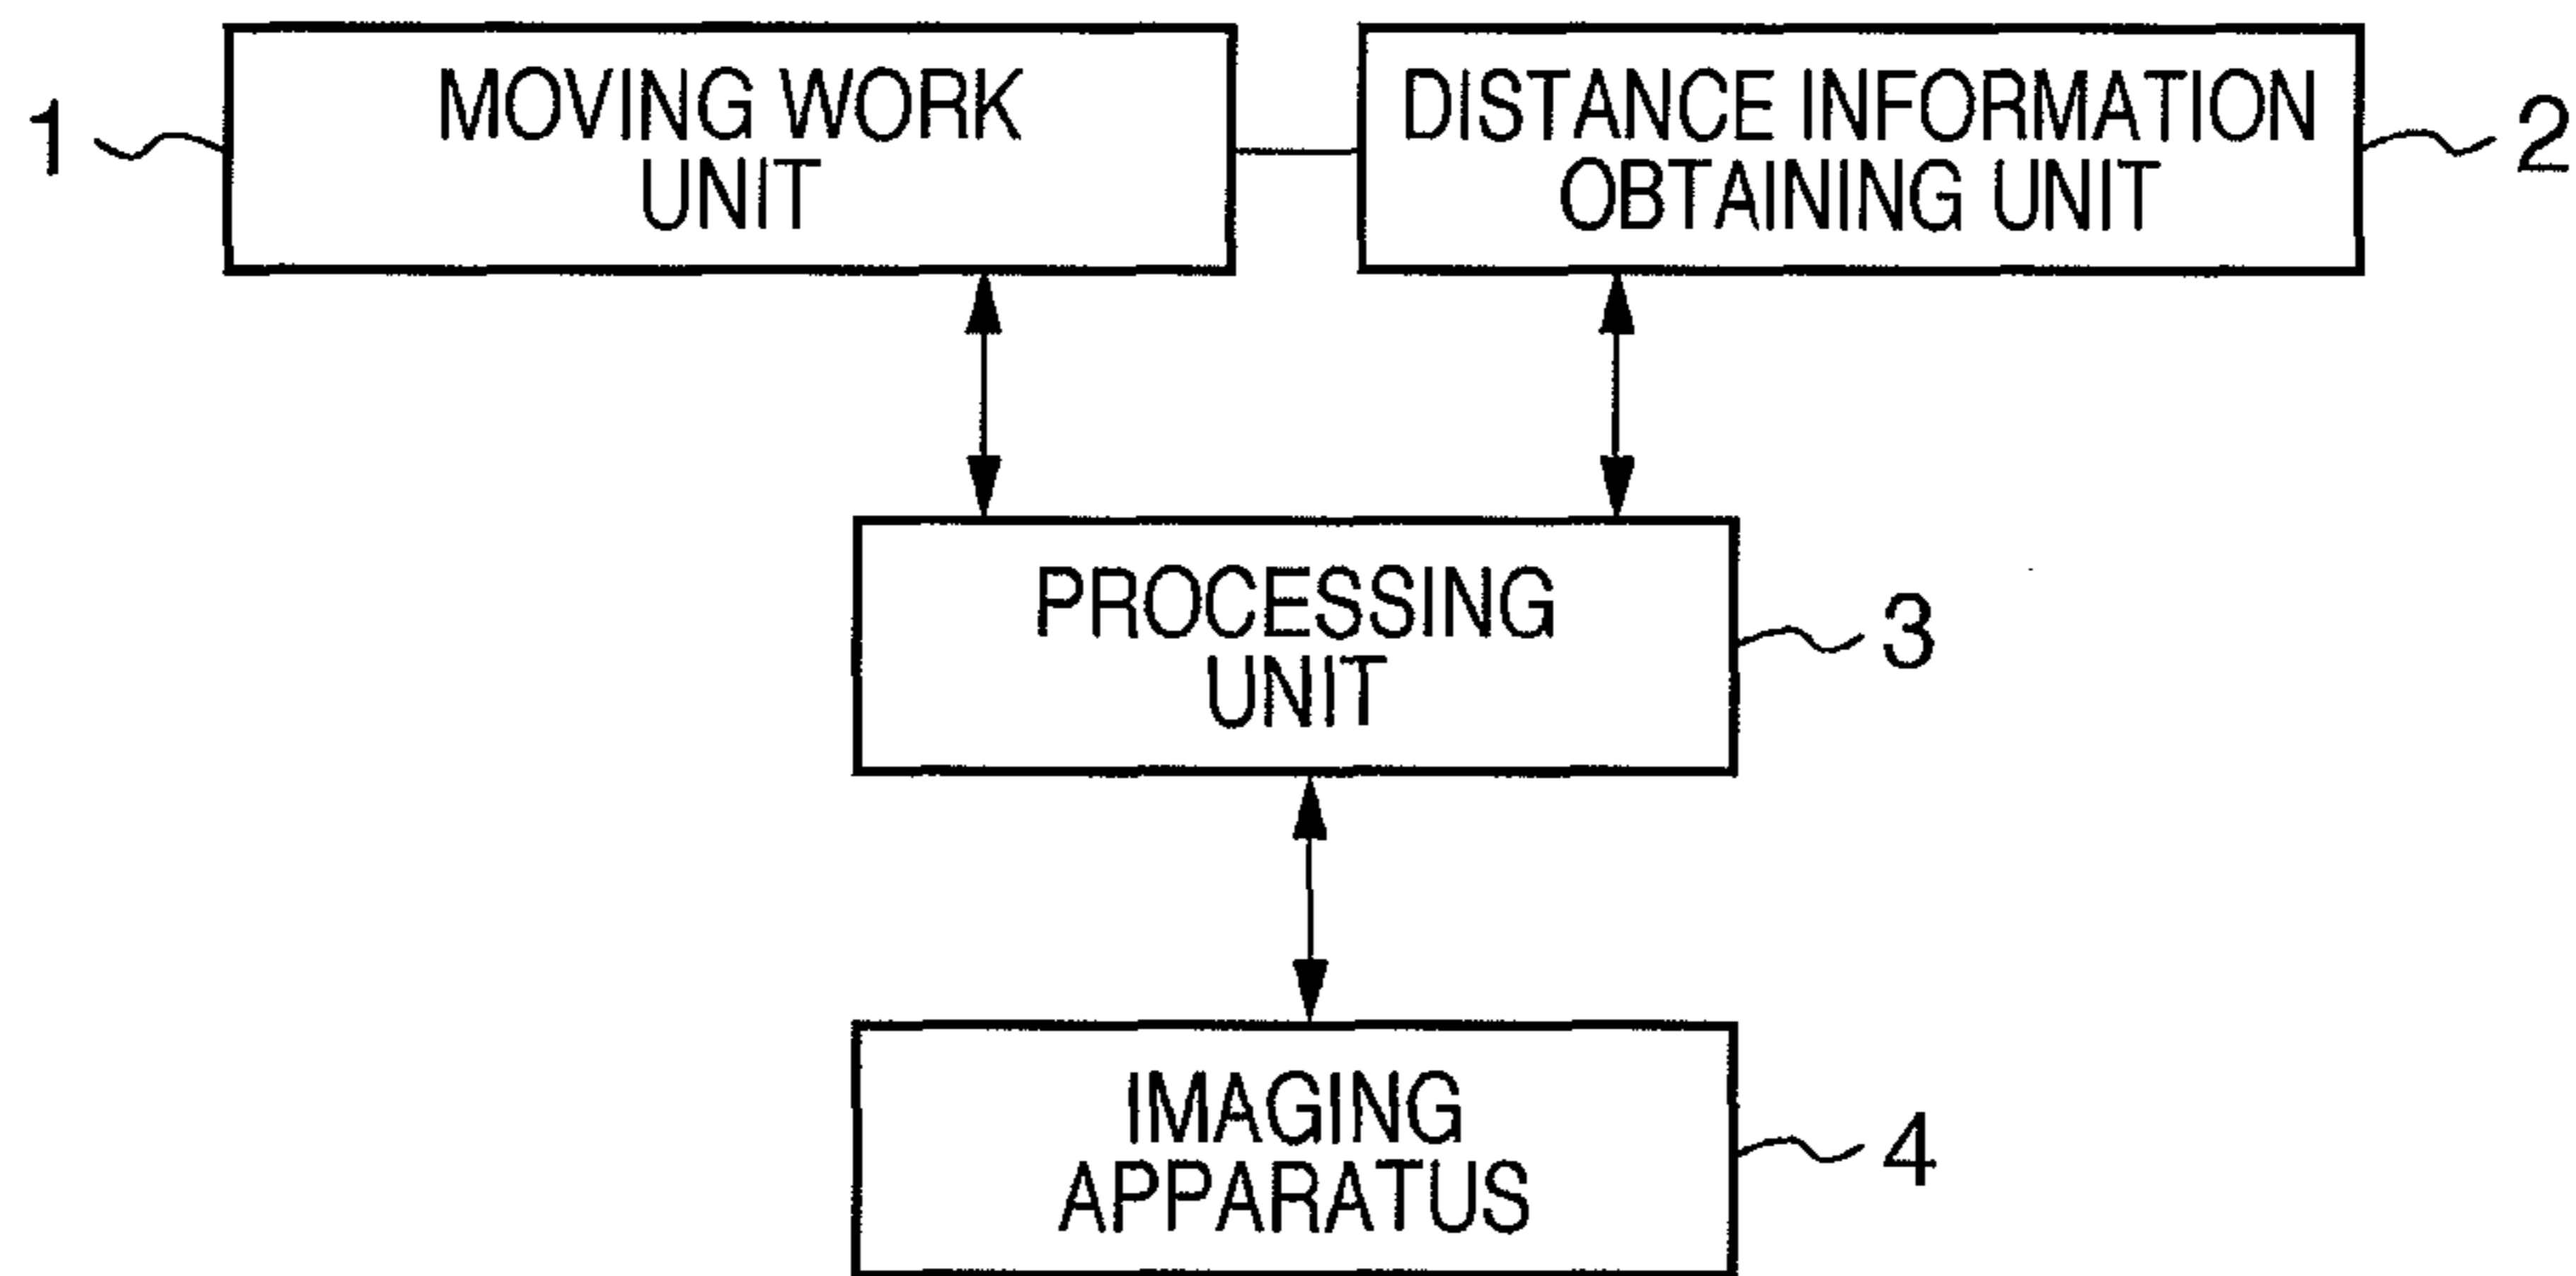 1
MOVING WORK
UNIT
DISTANCE INFORMATION
OBTAINING UNIT
2
PROCESSING
UNIT
3
IMAGING
APPARATUS
4